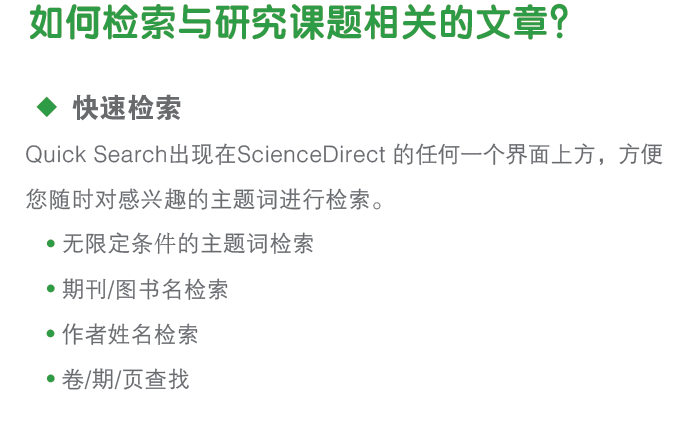 如何检索与研究课题相关的文章?
◆ 快速检索
Quick Search出现在ScienceDirect 的任何一个界面上方，方便
您随时对感兴趣的主题词进行检索。
• 无限定条件的主题词检索
• 期刊/图书名检索
• 作者姓名检索
• 卷/期/页查找